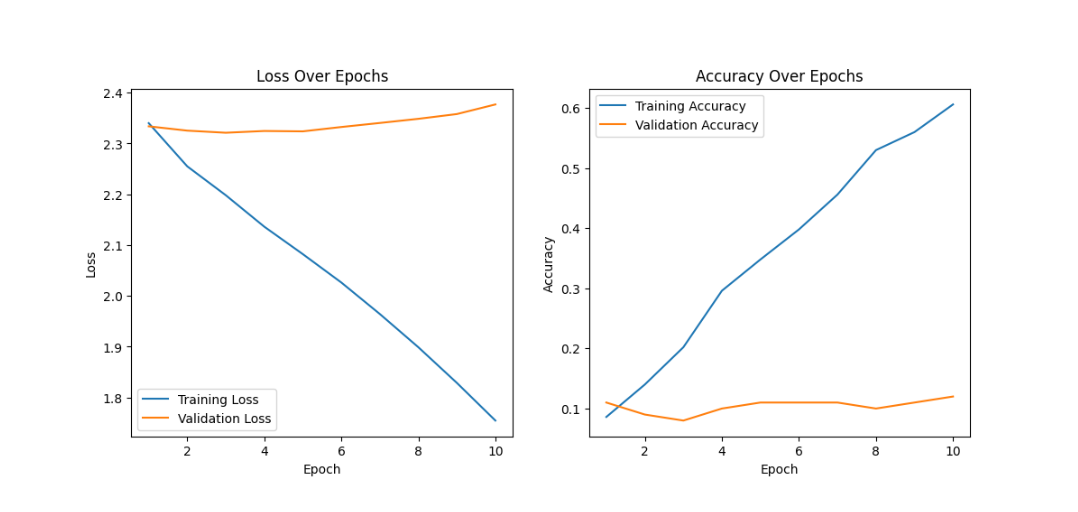 Loss Over Epochs
2.4
2.3
2.2
2.1
2.0
1.9
1.8
Loss
Training Loss
Validation Loss
2 4 6 8 10
Epoch
Accuracy Over Epochs
0.6
0.5
0.4
0.3
0.2
0.1
Accuracy
Training Accuracy
Validation Accuracy
2 4 6 8 10
Epoch